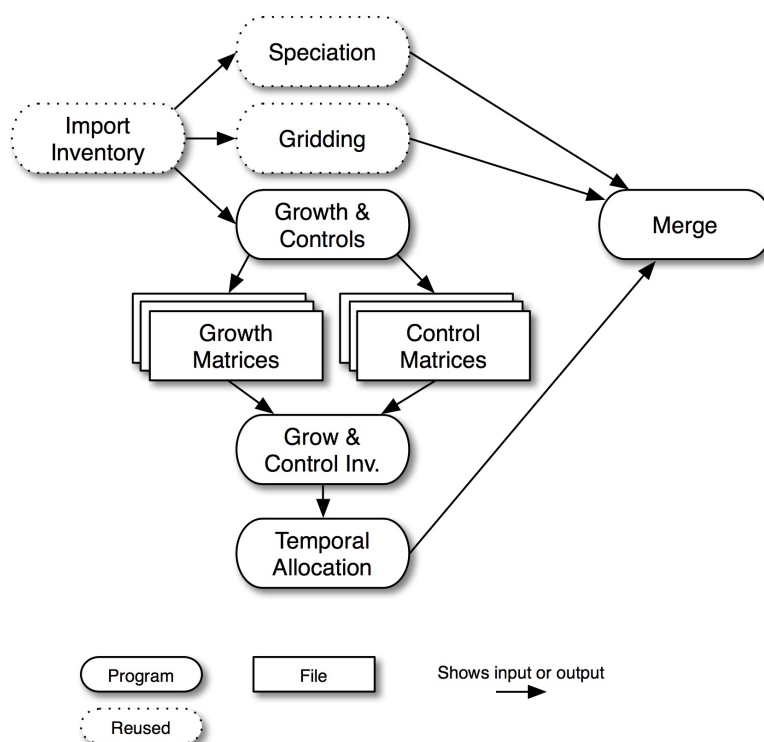 Speciation
Import
Inventory
Gridding
Growth &
Controls
Merge
Growth
Matrices
Control
Matrices
Grow &
Control Inv.
Temporal
Allocation
Program
File
Shows input or output
Reused